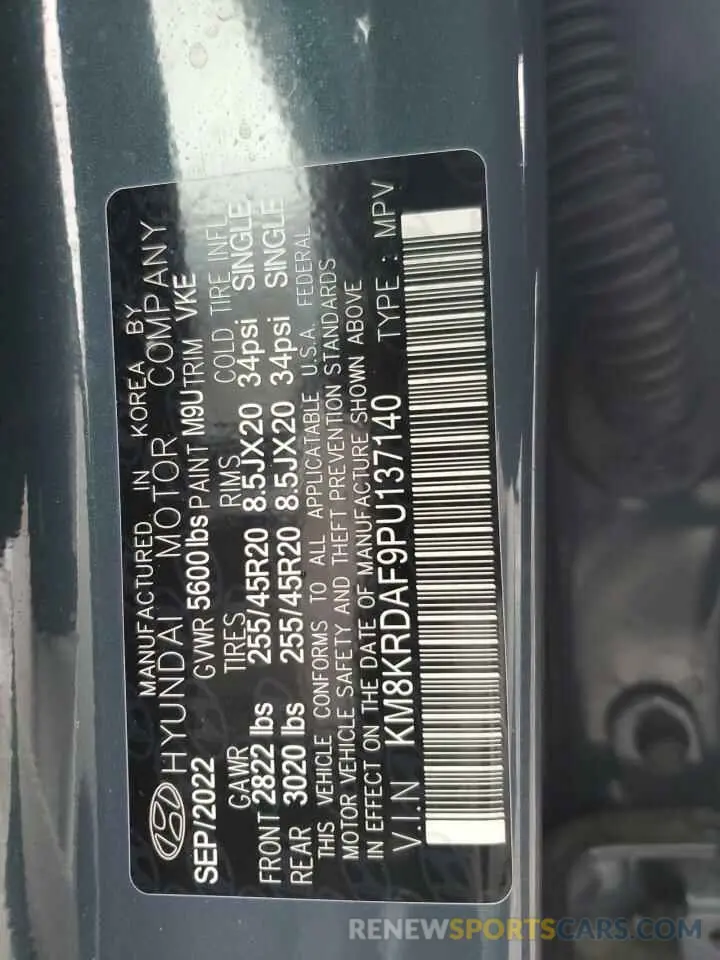 MANUFACTURED IN KOREA BY
HYUNDAI MOTOR COMPANY
SEP/2022 GVWR 5600 lbs PAINT M9U TRIM VKE
GAWR TIRES RIMS COLD TIRE INFL
FRONT 2822 lbs 255/45R20 8.5JX20 34psi SINGLE
REAR 3020 lbs 255/45R20 8.5JX20 34psi SINGLE
THIS VEHICLE CONFORMS TO ALL APPLICATABLE U.S.A. FEDERAL
MOTOR VEHICLE SAFETY AND THEFT PREVENTION STANDARDS
IN EFFECT ON THE DATE OF MANUFACTURE SHOWN ABOVE
V.I.N KM8KRDAF9PU137140 TYPE : MPV
RENEWSPORTSCARS.COM